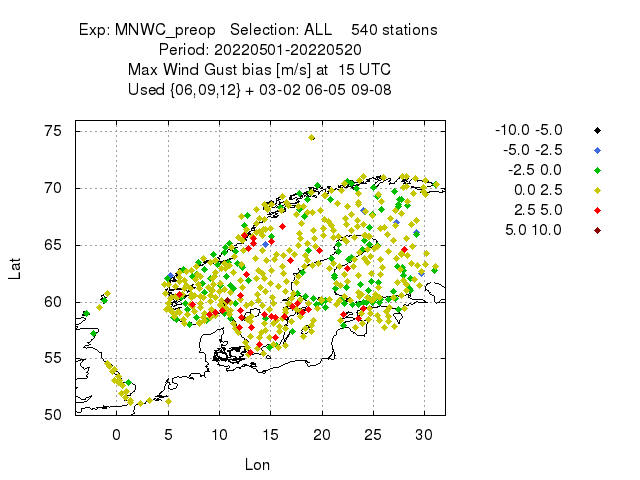 Exp: MNWC_preop   Selection: ALL    540 stations
Period: 20220501-20220520
Max Wind Gust bias [m/s] at  15 UTC
Used {06,09,12} + 03-02 06-05 09-08
-10.0 -5.0
-5.0 -2.5
-2.5 0.0
0.0 2.5
2.5 5.0
5.0 10.0
75
70
65
60
55
50
Lat
0 5 10 15 20 25 30
Lon